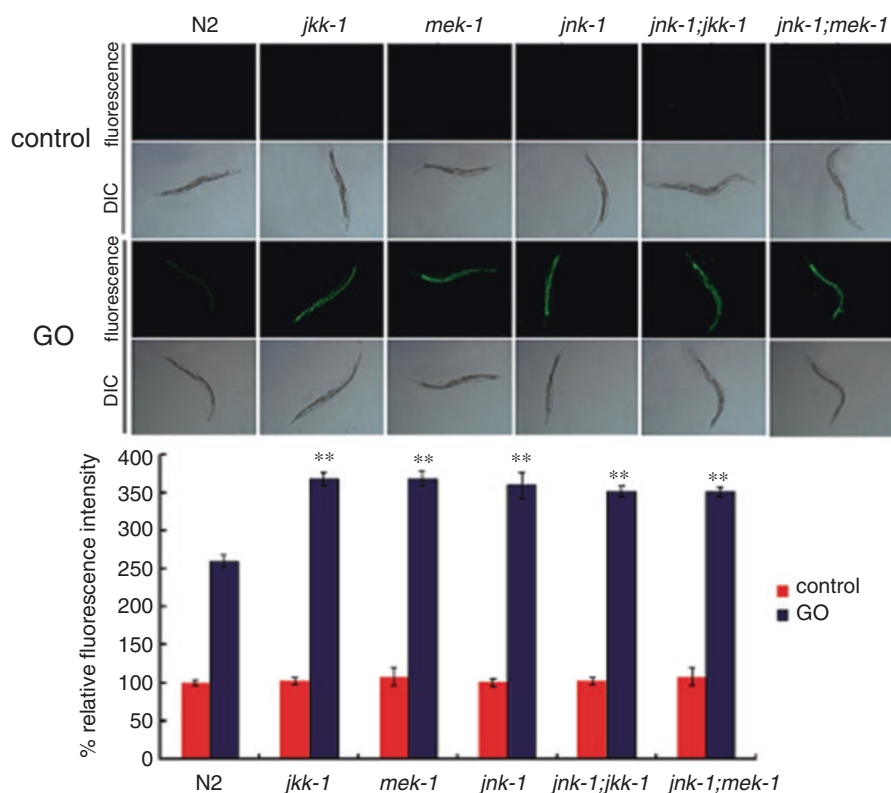 N2 jkk-1 mek-1 jnk-1 jnk-1;jkk-1 jnk-1;mek-1
control
fluorescence
DIC
GO
fluorescence
DIC
% relative fluorescence intensity
400
350
300
250
200
150
100
50
0
** ** ** ** **
control
GO
N2 jkk-1 mek-1 jnk-1 jnk-1;jkk-1 jnk-1;mek-1